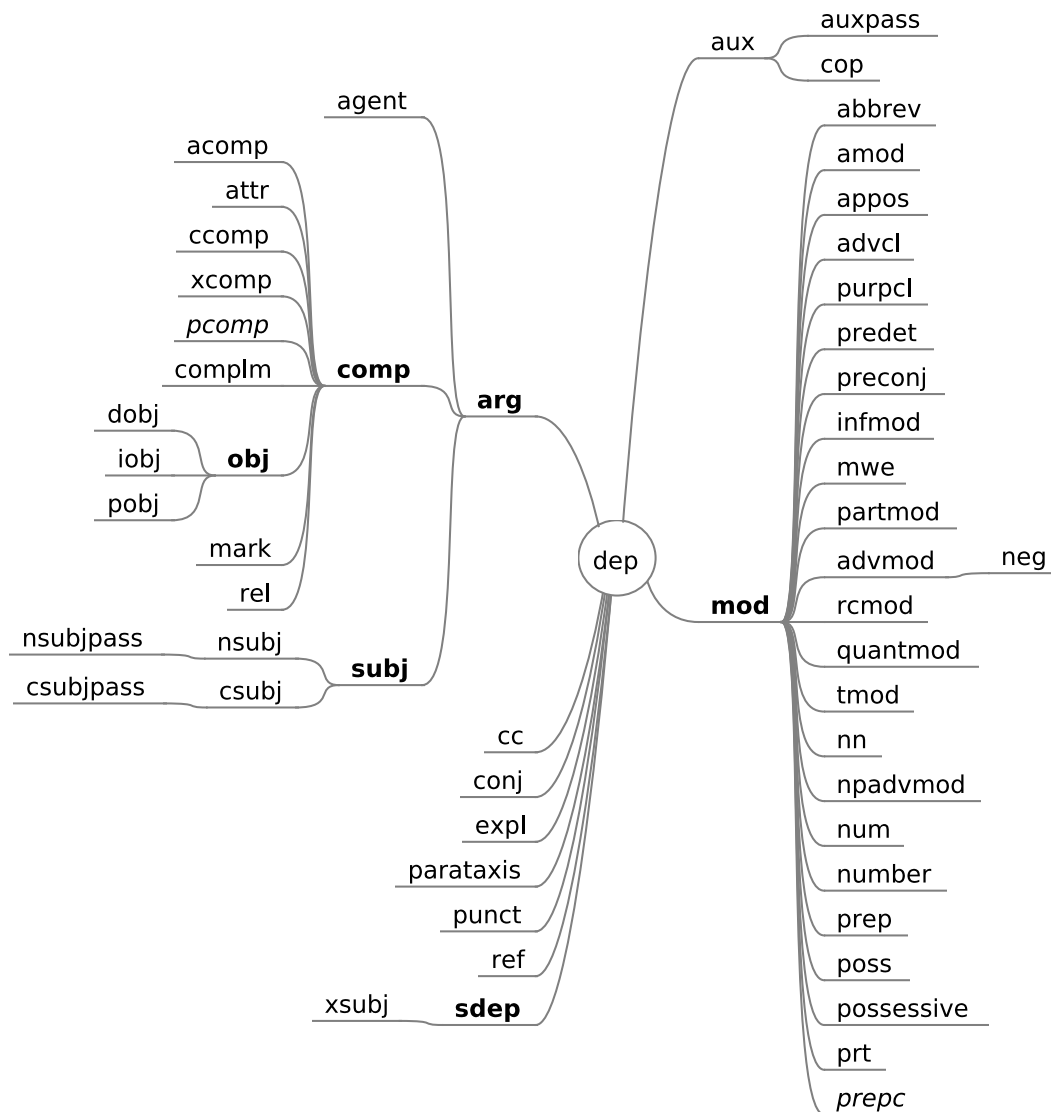 auxpass
aux
cop
agent
abbrev
acomp
amod
attr
appos
ccomp
advcl
xcomp
purpcl
pcomp
predet
complm
comp
preconj
arg
dobj
infmod
iobj
obj
mwe
pobj
partmod
mark
advmod
neg
dep
rel
mod
rcmod
nsubjpass
nsubj
subj
quantmod
csubjpass
csubj
tmod
cc
nn
conj
npadvmod
expl
num
parataxis
number
punct
prep
ref
poss
xsubj
sdep
possessive
prt
prepc